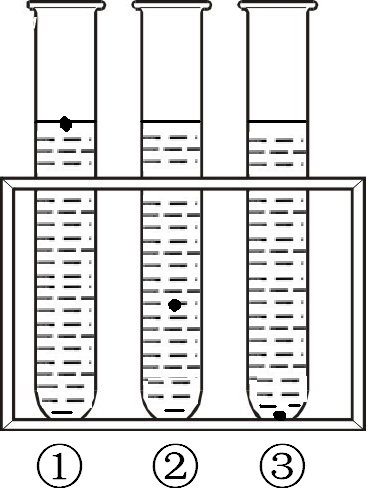 ① ② ③